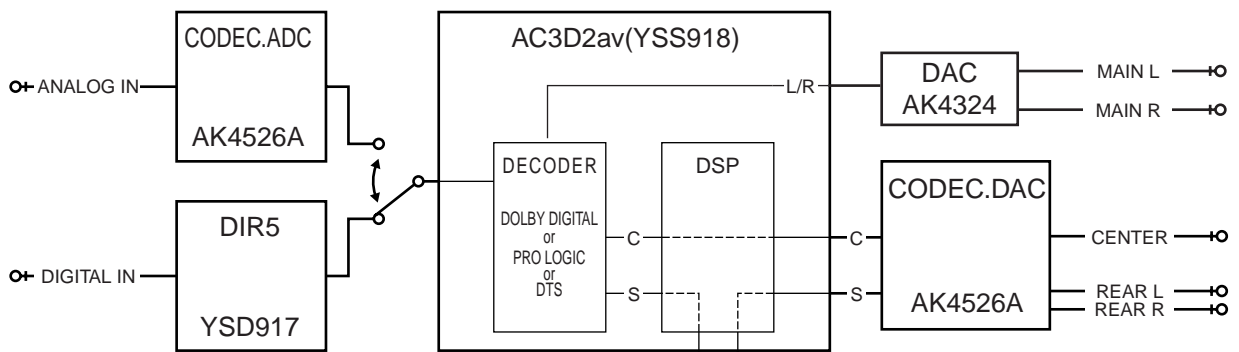 CODEC.ADC
AK4526A
ANALOG IN
DIR5
YSD917
DIGITAL IN
AC3D2av(YSS918)
L/R
DECODER
DOLBY DIGITAL
or
PRO LOGIC
or
DTS
DSP
C
S
C
S
DAC
AK4324
MAIN L
MAIN R
CODEC.DAC
AK4526A
CENTER
REAR L
REAR R